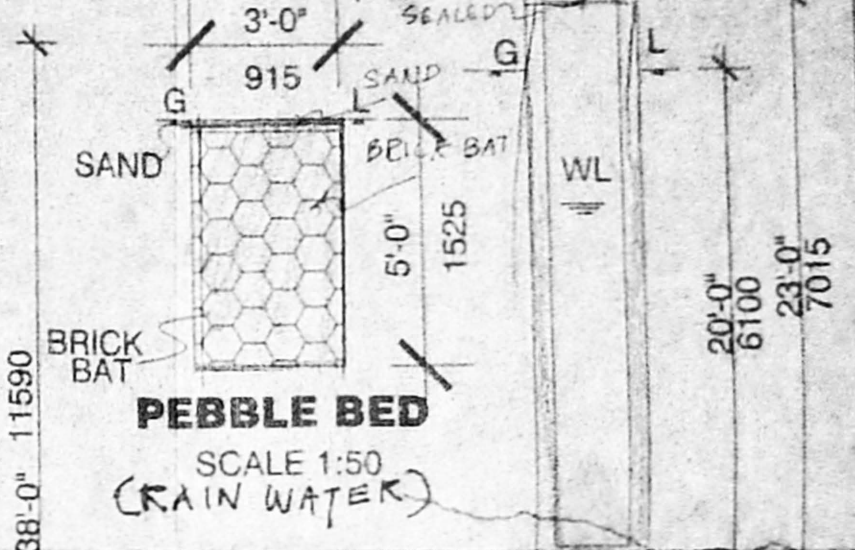 3'-0"
915
SEALED
SAND
G L
G L
SAND
BRICK BAT
WL
5'-0"
1525
20'-0"
6100
23'-0"
7015
BRICK
BAT
38'-0" 11590
PEBBLE BED
SCALE 1:50
(RAIN WATER)